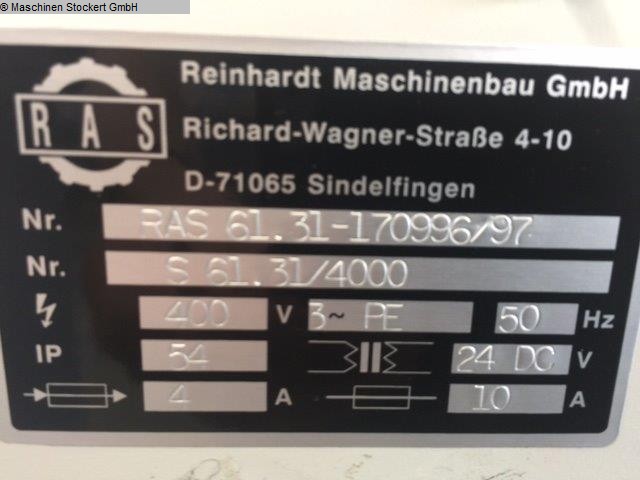 © Maschinen Stockert GmbH
RAS
Reinhardt Maschinenbau GmbH
Richard-Wagner-Straße 4-10
D-71065 Sindelfingen
Nr. RAS 61.31-170996/97
Nr. S 61.31/4000
400 V 3~ PE 50 Hz
IP 54 24 DC V
4 A 10 A